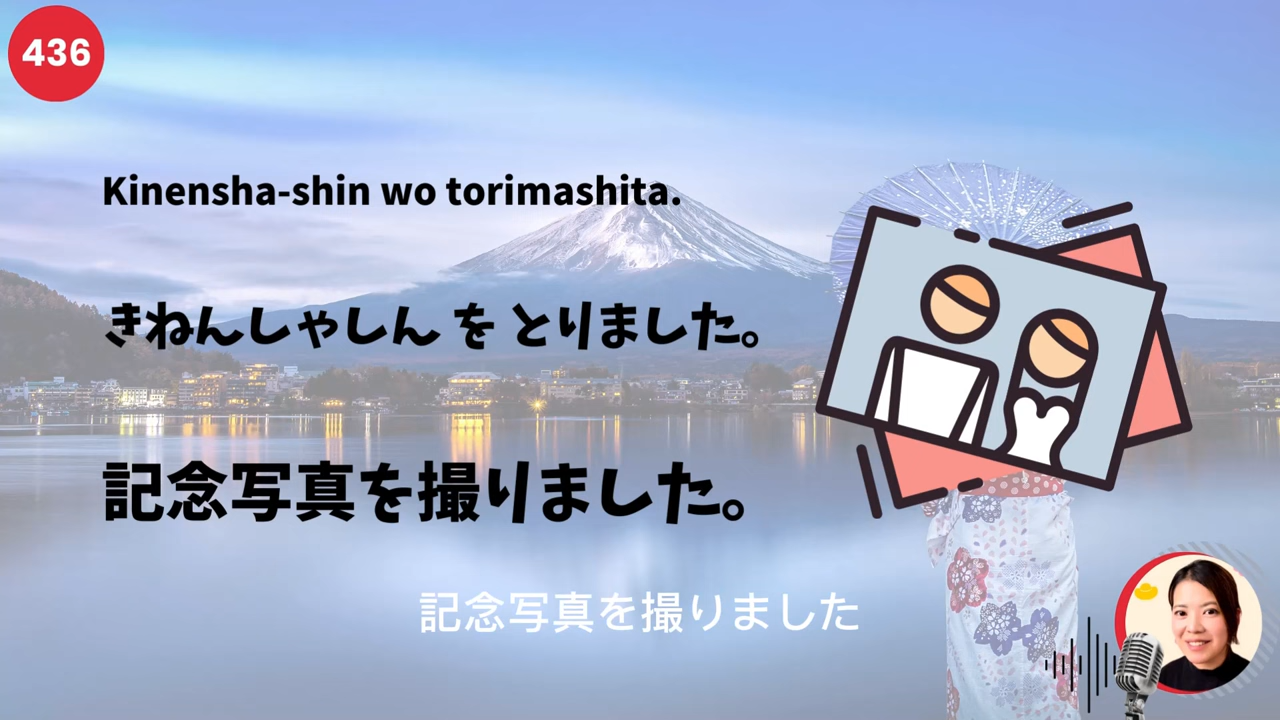 436
Kinensha-shin wo torimashita.
きねんしゃしん を とりました。
記念写真を撮りました。
記念写真を撮りました